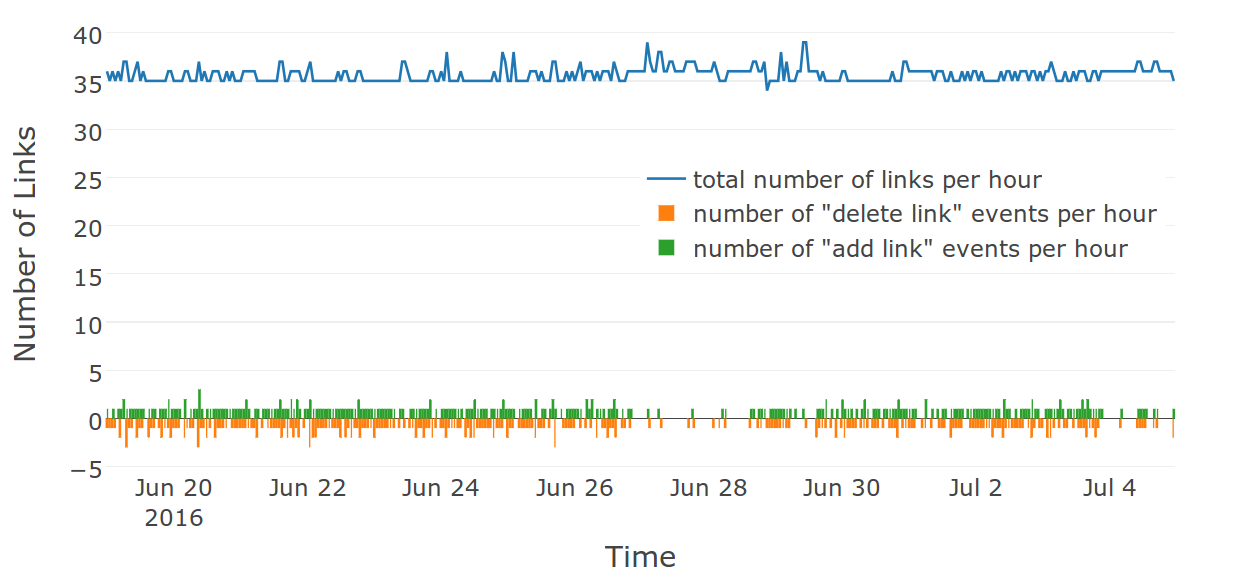 40
35
30
25
20
15
10
5
0
−5
Number of Links
total number of links per hour
number of "delete link" events per hour
number of "add link" events per hour
Jun 20 Jun 22 Jun 24 Jun 26 Jun 28 Jun 30 Jul 2 Jul 4
2016
Time